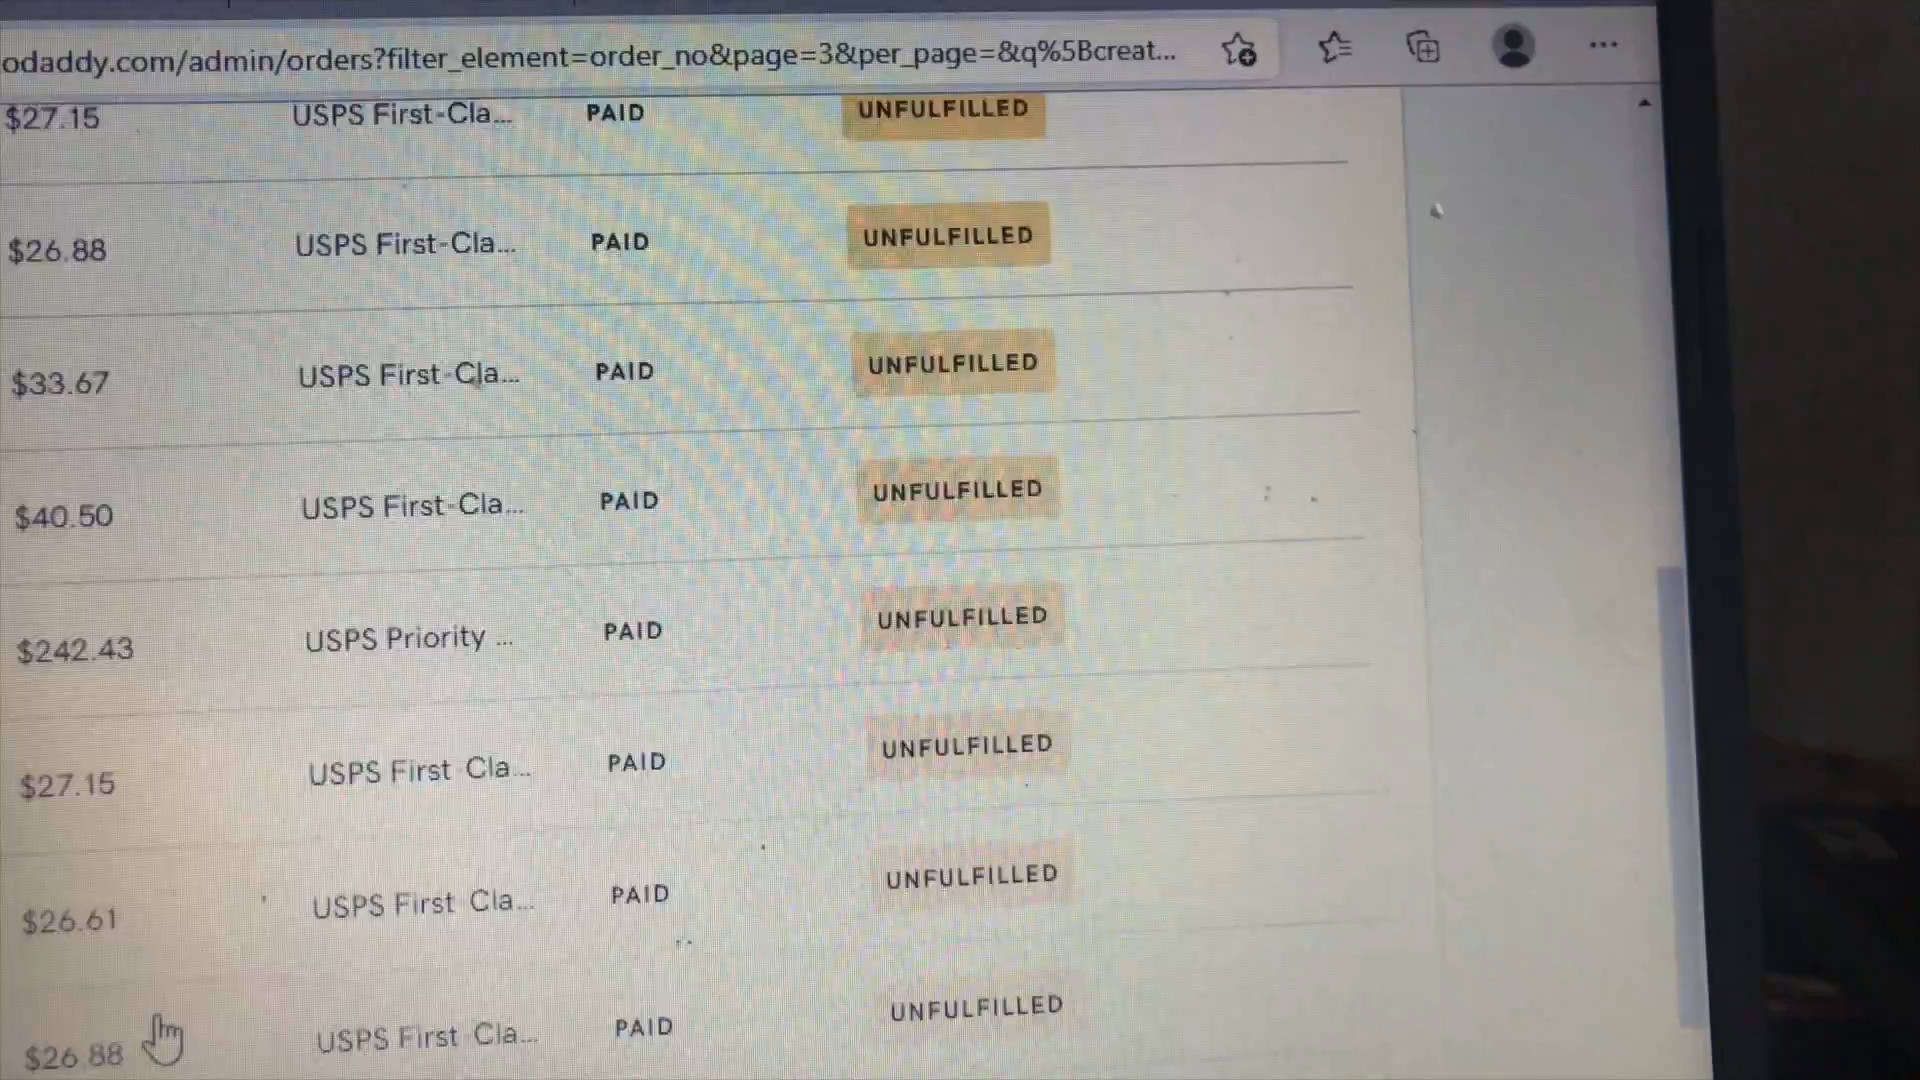 odaddy.com/admin/orders?filter_element=order_no&page=3&per_page=&q%5Bcreat...
$27.15 USPS First-Cla... PAID UNFULFILLED
$26.88 USPS First-Cla... PAID UNFULFILLED
$33.67 USPS First-Cla... PAID UNFULFILLED
$40.50 USPS First-Cla... PAID UNFULFILLED
$242.43 USPS Priority ... PAID UNFULFILLED
$27.15 USPS First-Cla... PAID UNFULFILLED
$26.61 USPS First-Cla... PAID UNFULFILLED
$26.88 USPS First-Cla... PAID UNFULFILLED